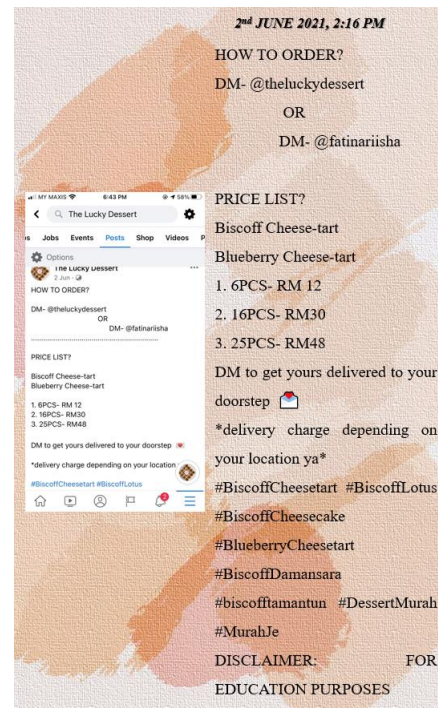 2nd JUNE 2021, 2:16 PM
HOW TO ORDER?
DM- @theluckydessert
OR
DM- @fatinariisha
PRICE LIST?
Biscoff Cheese-tart
Blueberry Cheese-tart
1. 6PCS- RM 12
2. 16PCS- RM30
3. 25PCS- RM48
DM to get yours delivered to your
doorstep 💌
*delivery charge depending on
your location ya*
#BiscoffCheesetart #BiscoffLotus
#BiscoffCheesecake
#BlueberryCheesetart
#BiscoffDamansara
#biscofftamantun #DessertMurah
#MurahJe
DISCLAIMER: FOR
EDUCATION PURPOSES
MY MAXIS 6:43 PM 58%
The Lucky Dessert
Jobs Events Posts Shop Videos P
Options
The Lucky Dessert
2 Jun
HOW TO ORDER?
DM- @theluckydessert
OR
DM- @fatinariisha
PRICE LIST?
Biscoff Cheese-tart
Blueberry Cheese-tart
1. 6PCS- RM 12
2. 16PCS- RM30
3. 25PCS- RM48
DM to get yours delivered to your doorstep 💌
*delivery charge depending on your location
#BiscoffCheesetart #BiscoffLotus
2